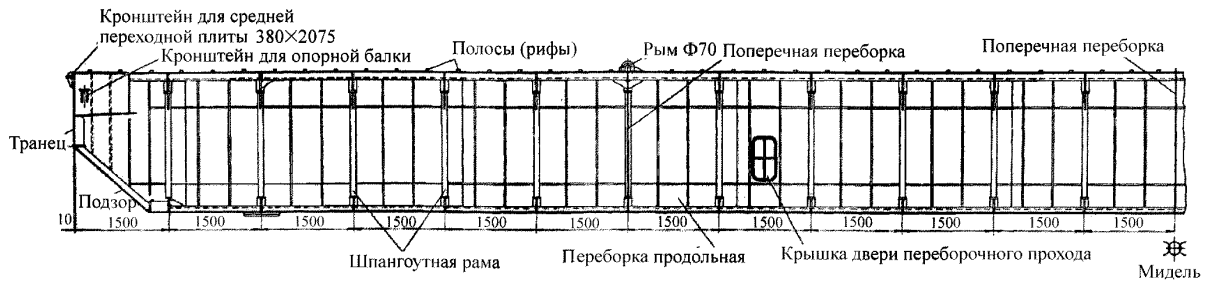 Кронштейн для средней
переходной плиты 380×2075
Кронштейн для опорной балки
Полосы (рифы)
Рым Ф70
Поперечная переборка
Поперечная переборка
Транец
Подзор
10
1500
1500
1500
1500
1500
1500
1500
1500
1500
1500
1500
1500
Шпангоутная рама
Переборка продольная
Крышка двери переборочного прохода
Мидель